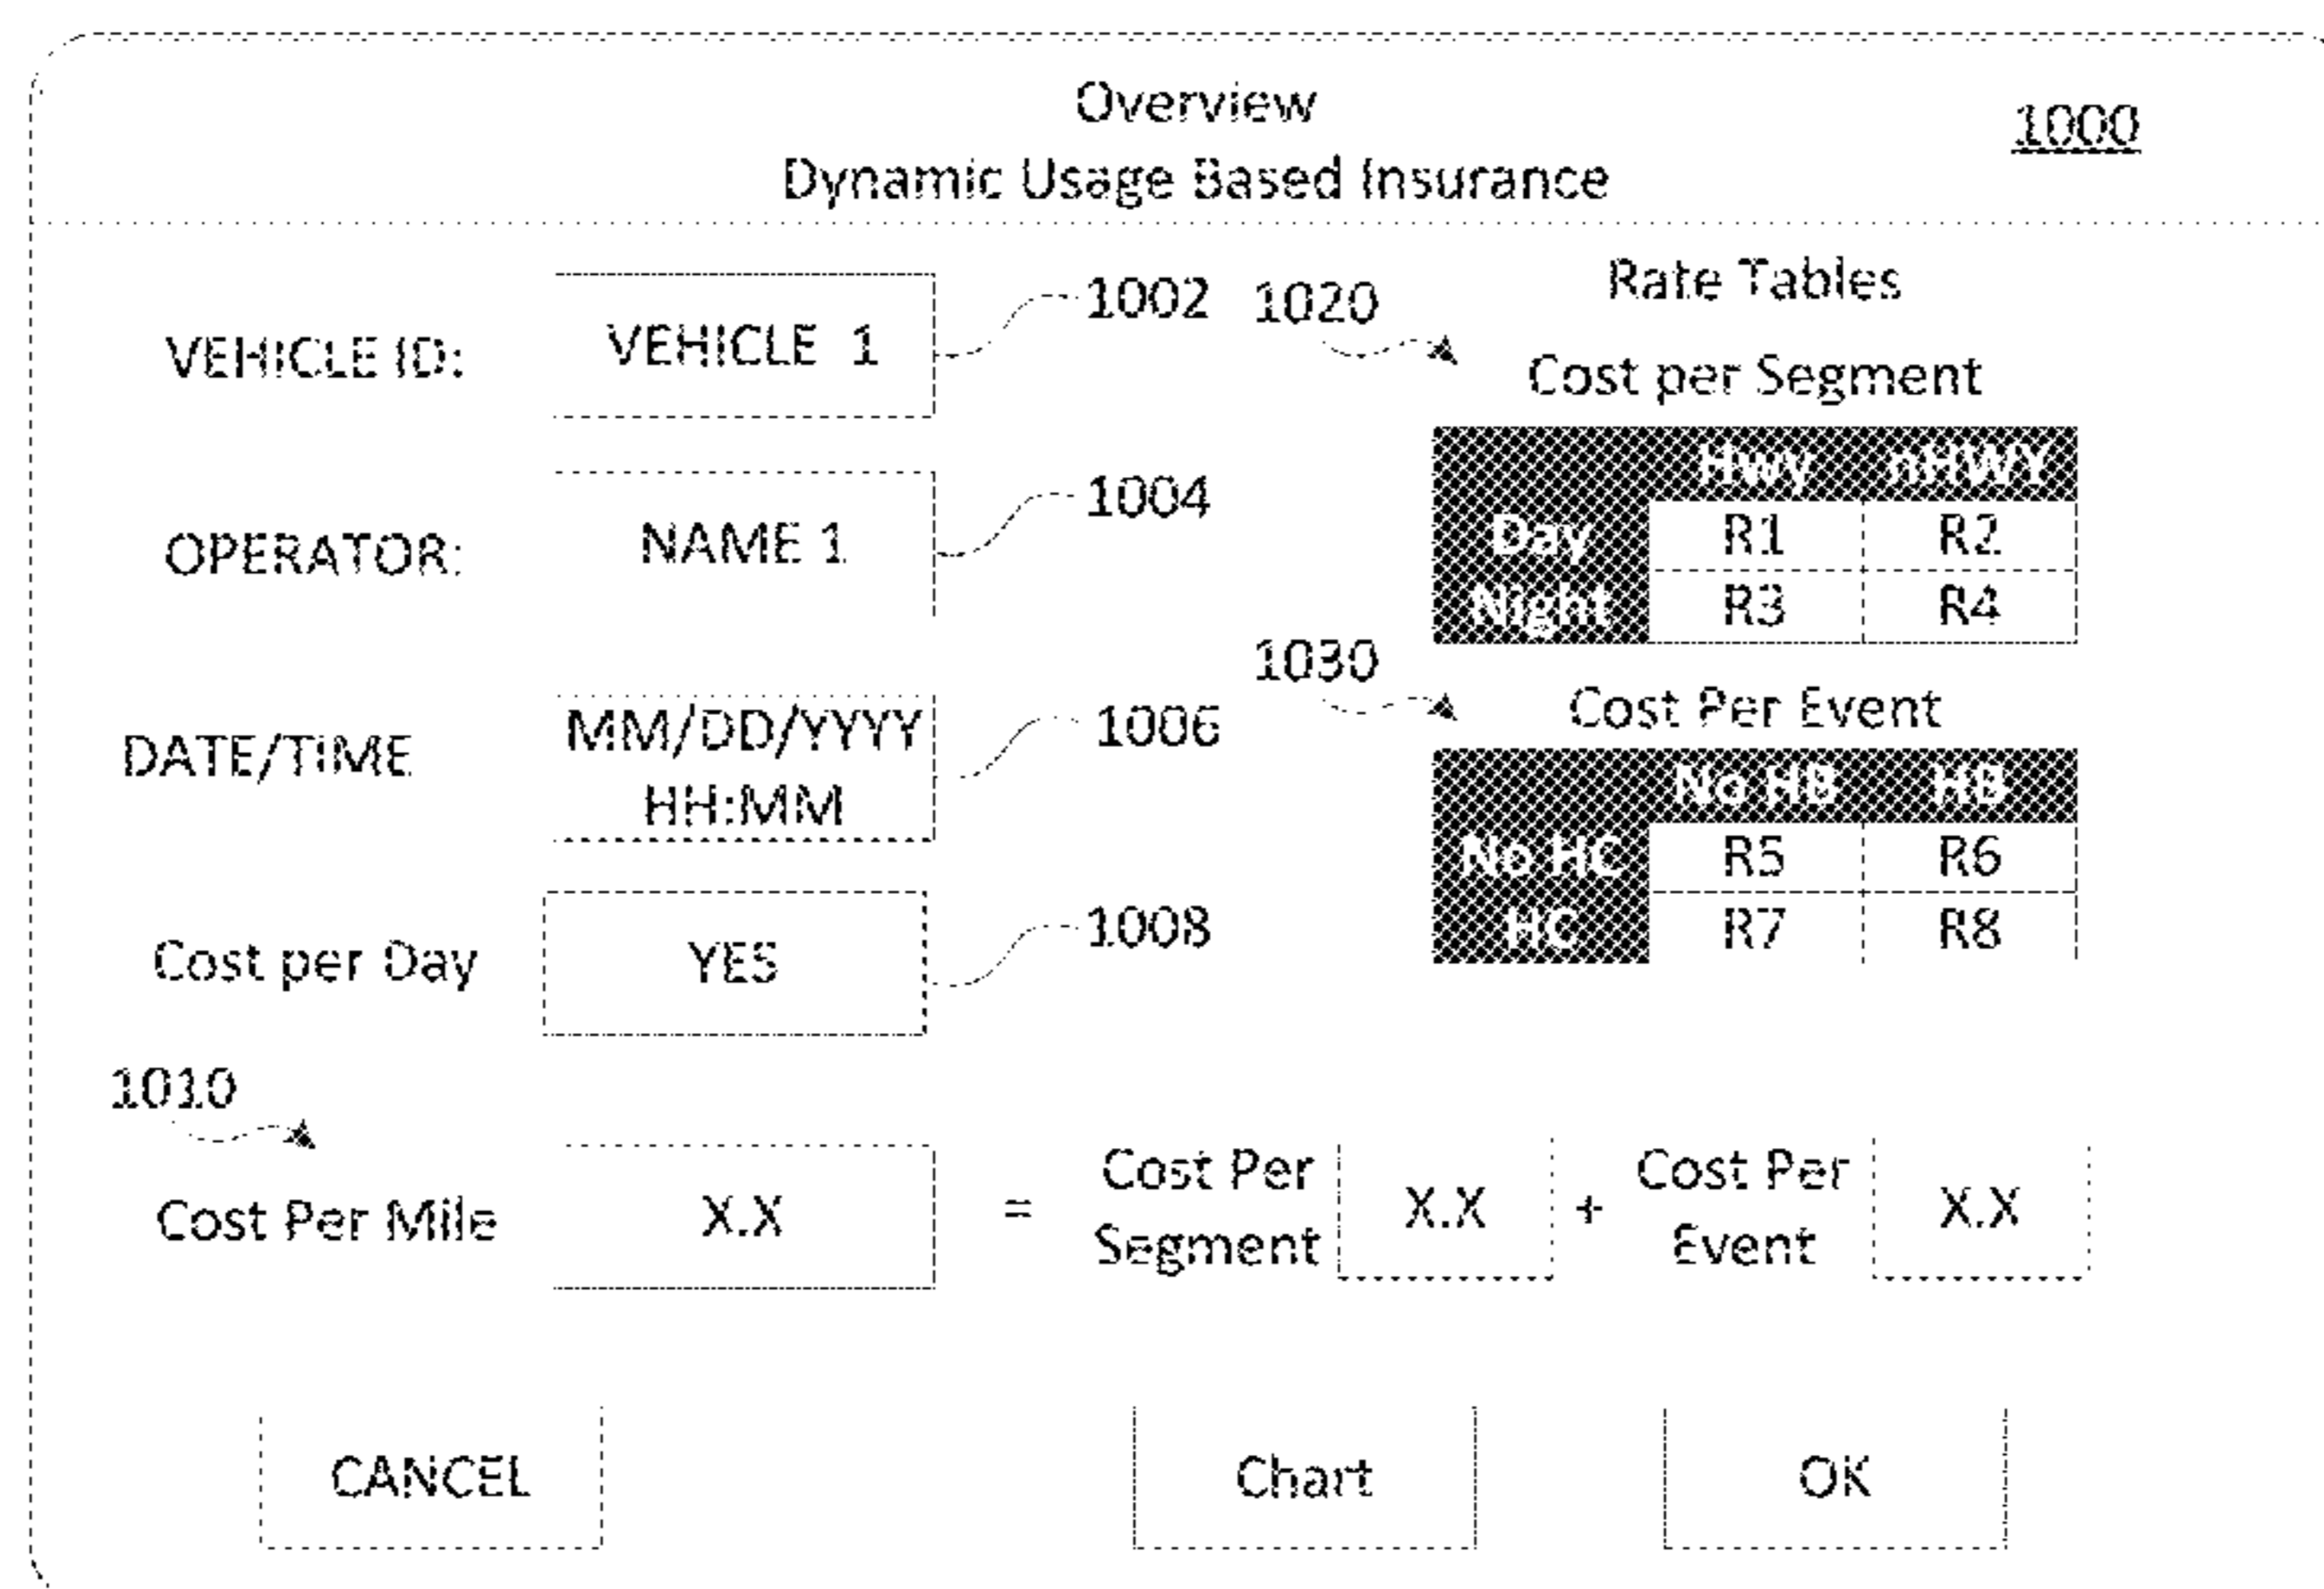 Overview
1000
Dynamic Usage Based Insurance
VEHICLE ID:
VEHICLE 1
1002
OPERATOR:
NAME 1
1004
DATE/TIME
MM/DD/YYYY
HH:MM
1006
Cost per Day
YES
1008
1020
Rate Tables
Cost per Segment
Hwy nHWY
Day R1 R2
Night R3 R4
1030
Cost Per Event
No HB HB
No HC R5 R6
HC R7 R8
1010
Cost Per Mile
X.X
=
Cost Per
Segment
X.X
+
Cost Per
Event
X.X
CANCEL
Chart
OK